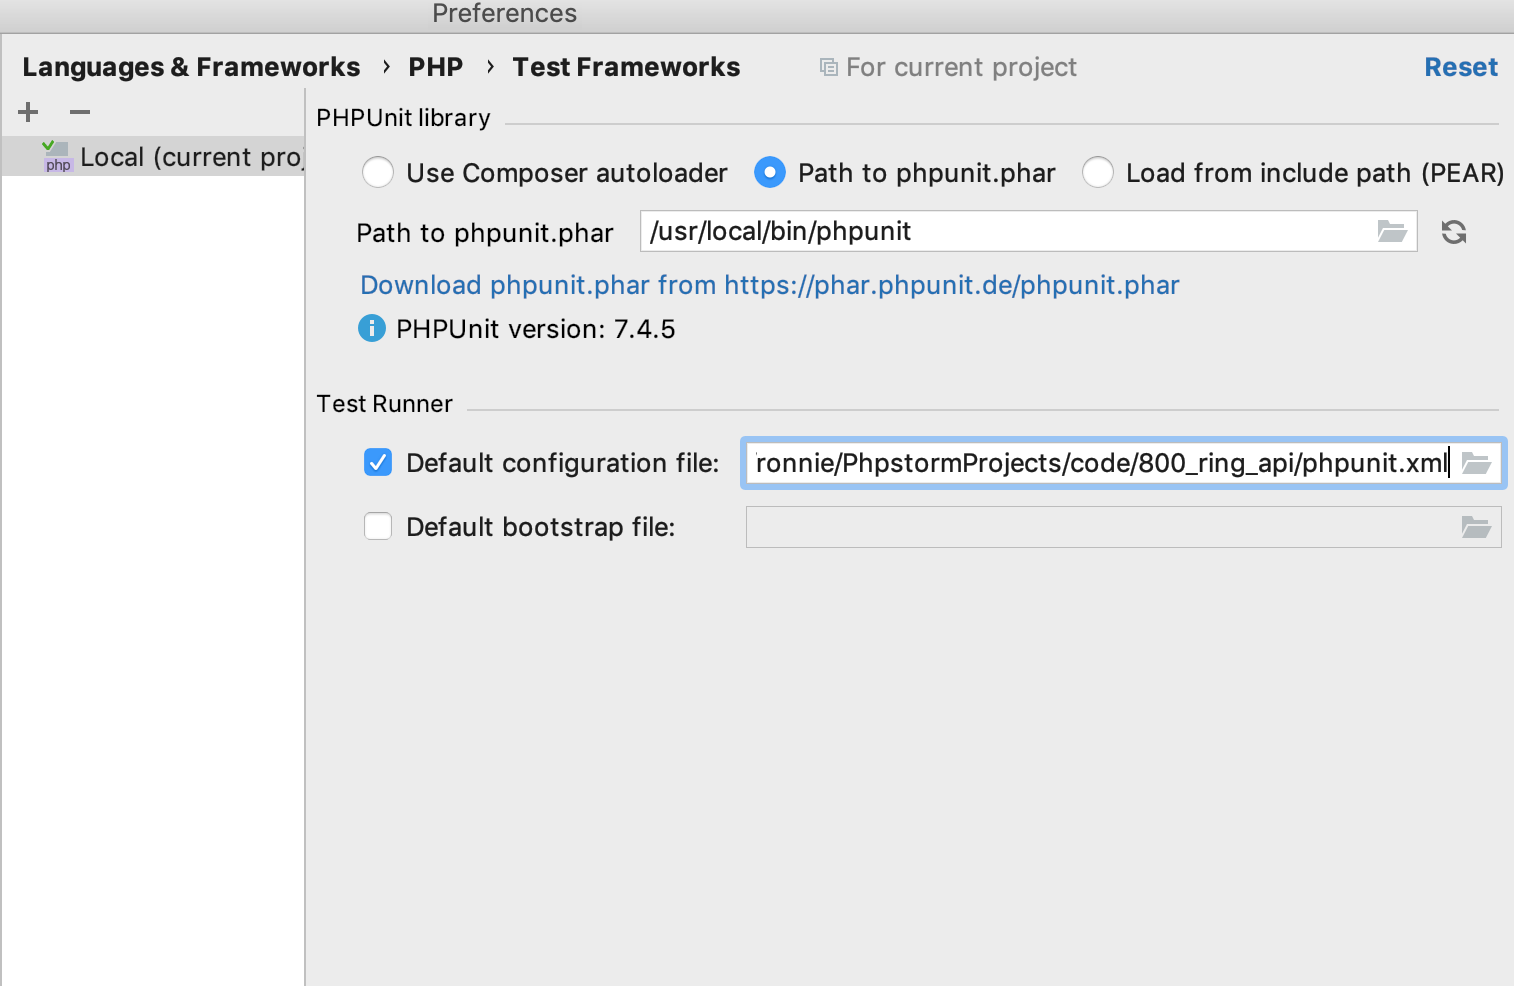 Preferences
Languages & Frameworks › PHP › Test Frameworks For current project Reset
PHPUnit library
php Local (current pro
Use Composer autoloader Path to phpunit.phar Load from include path (PEAR)
Path to phpunit.phar /usr/local/bin/phpunit
Download phpunit.phar from https://phar.phpunit.de/phpunit.phar
PHPUnit version: 7.4.5
Test Runner
Default configuration file: ronnie/PhpstormProjects/code/800_ring_api/phpunit.xml
Default bootstrap file: